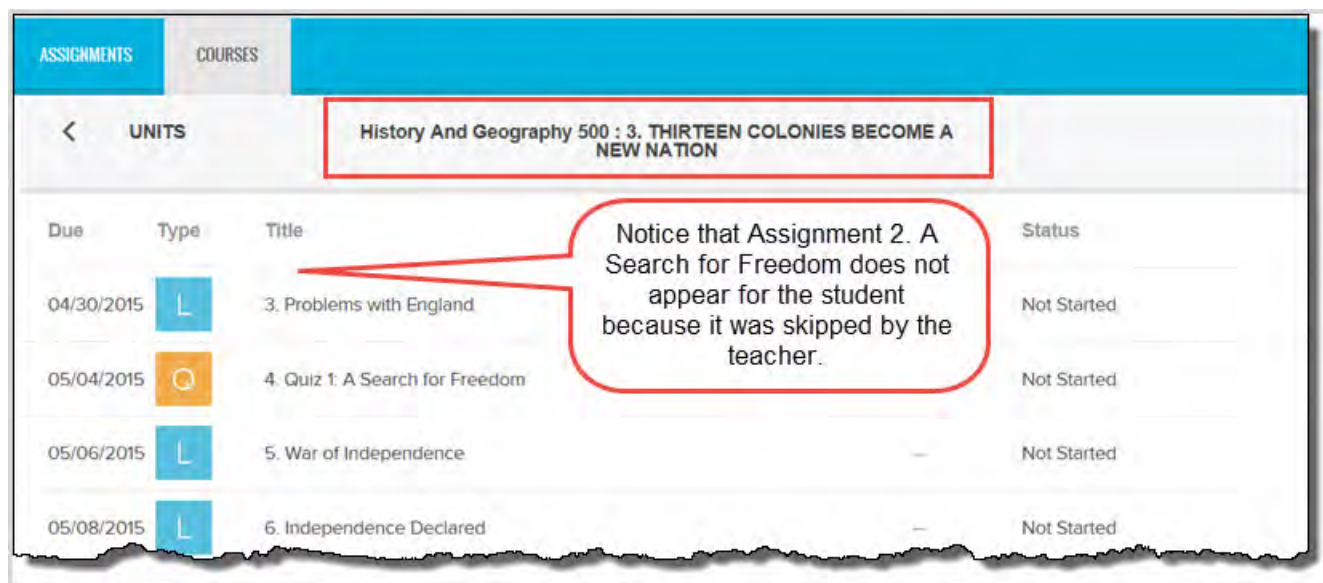 ASSIGNMENTS COURSES
< UNITS
History And Geography 500 : 3. THIRTEEN COLONIES BECOME A
NEW NATION
Due Type Title Status
Notice that Assignment 2. A
Search for Freedom does not
appear for the student
because it was skipped by the
teacher.
04/30/2015 L 3. Problems with England Not Started
05/04/2015 Q 4. Quiz 1: A Search for Freedom Not Started
05/06/2015 L 5. War of Independence -- Not Started
05/08/2015 L 6. Independence Declared -- Not Started